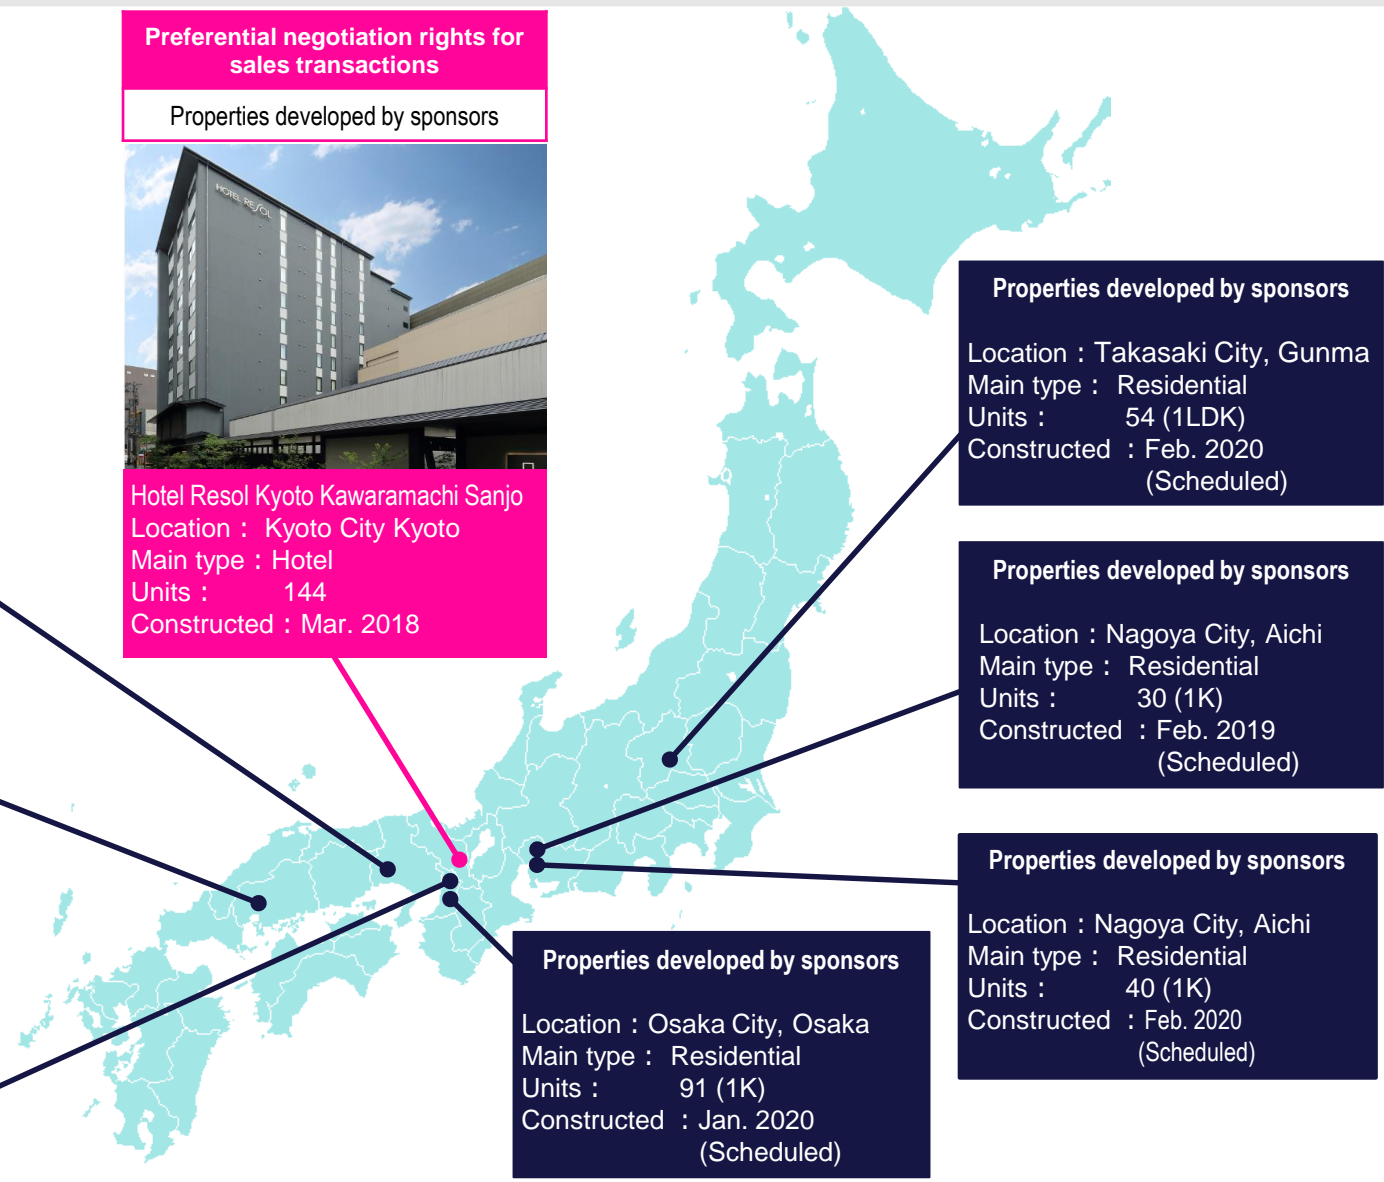 Preferential negotiation rights for
sales transactions
Properties developed by sponsors
HOTEL RESOL
Hotel Resol Kyoto Kawaramachi Sanjo
Location： Kyoto City Kyoto
Main type：Hotel
Units： 144
Constructed：Mar. 2018
Properties developed by sponsors
Location：Takasaki City, Gunma
Main type： Residential
Units： 54 (1LDK)
Constructed ：Feb. 2020
(Scheduled)
Properties developed by sponsors
Location：Nagoya City, Aichi
Main type： Residential
Units： 30 (1K)
Constructed ：Feb. 2019
(Scheduled)
Properties developed by sponsors
Location：Nagoya City, Aichi
Main type： Residential
Units： 40 (1K)
Constructed ：Feb. 2020
(Scheduled)
Properties developed by sponsors
Location：Osaka City, Osaka
Main type： Residential
Units： 91 (1K)
Constructed ：Jan. 2020
(Scheduled)